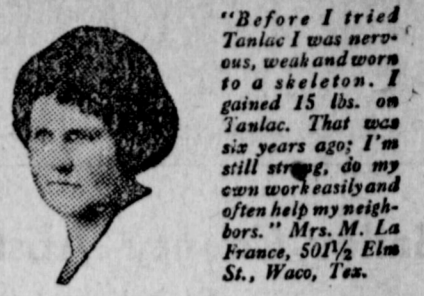 "Before I tried
Tanlac I was nerv-
ous, weak and worn
to a skeleton. I
gained 15 lbs. on
Tanlac. That was
six years ago; I'm
still strong, do my
own work easily and
often help my neigh-
bors." Mrs. M. La
France, 501½ Elm
St., Waco, Tex.